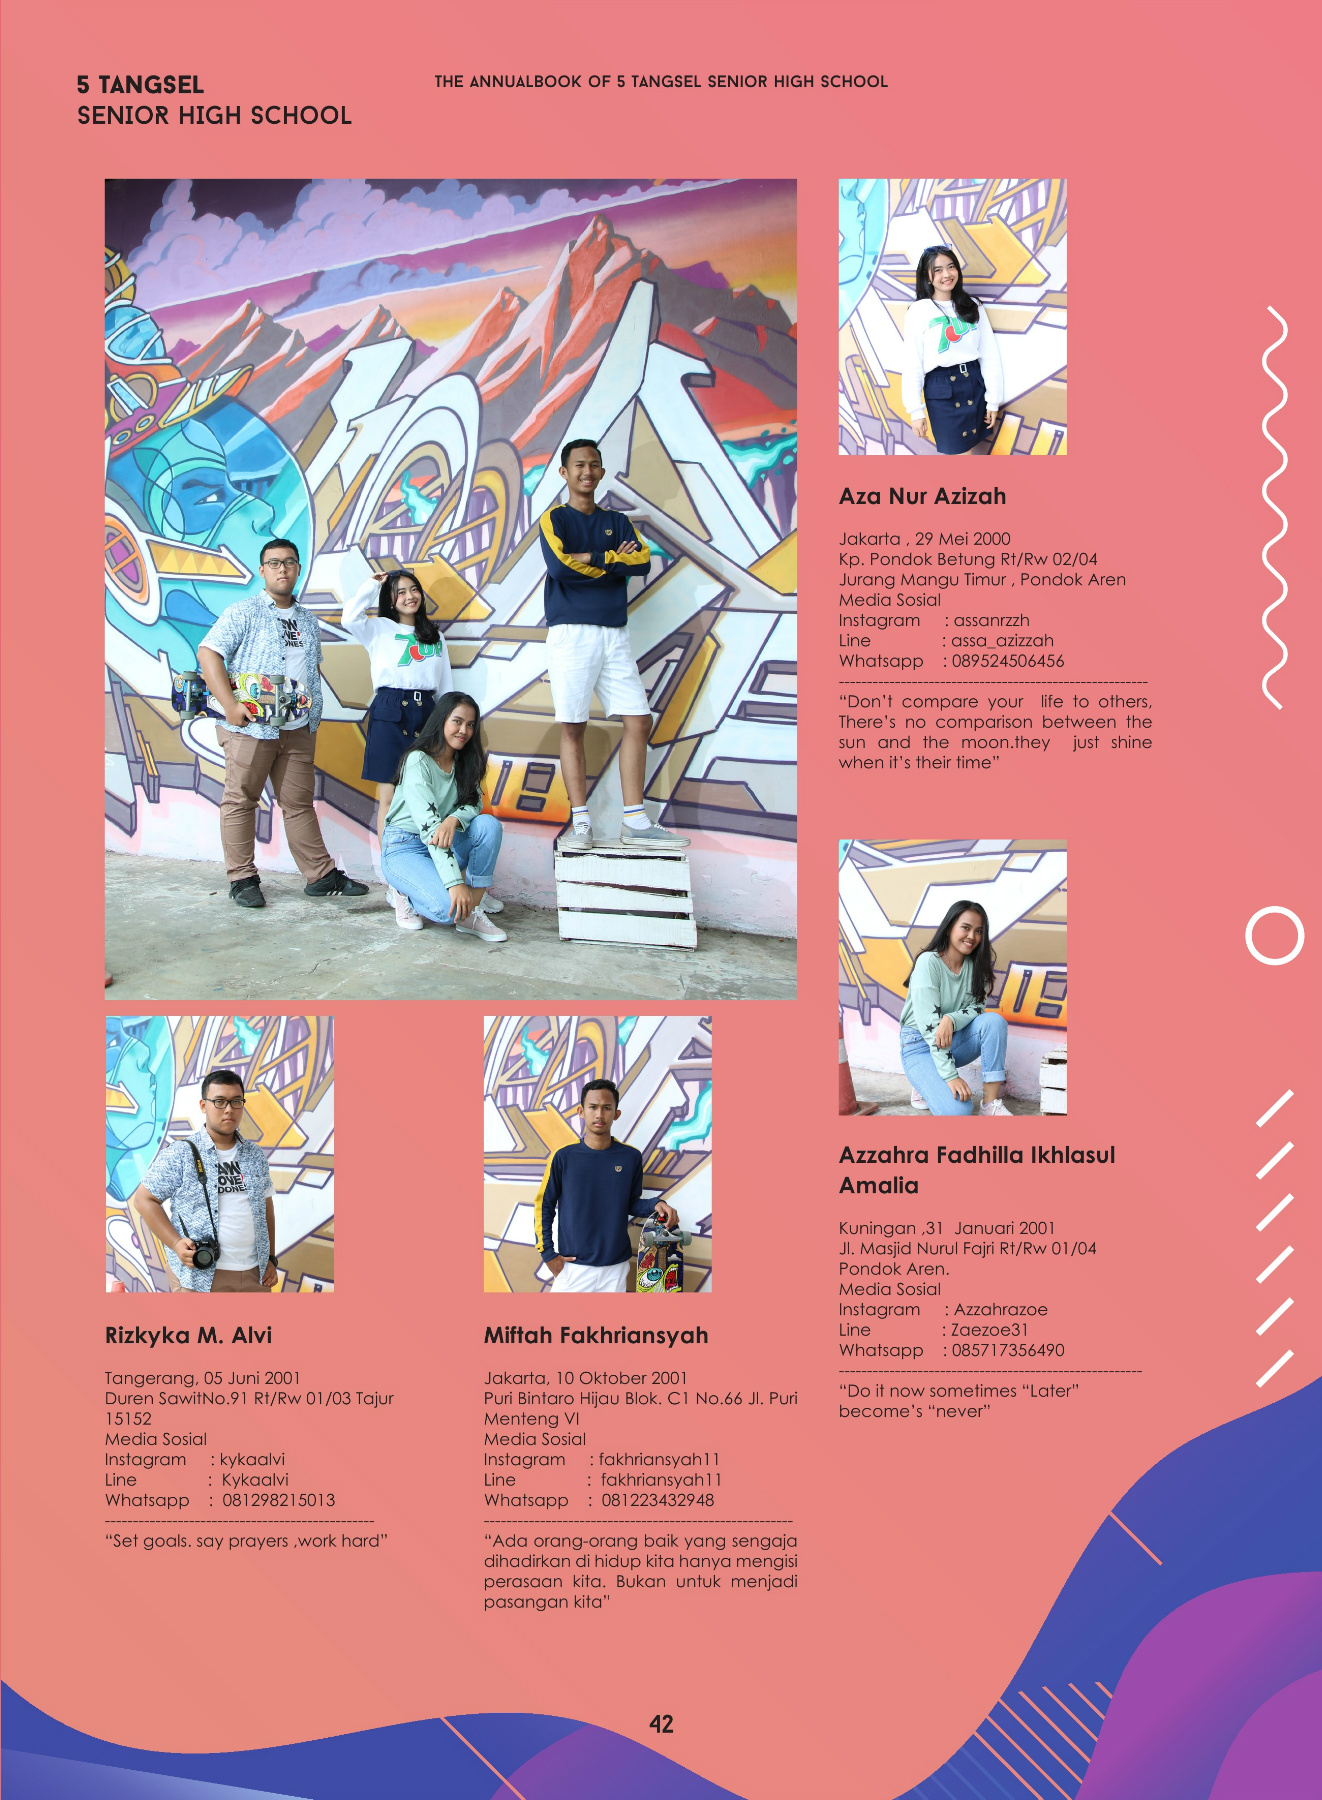 5 TANGSEL
SENIOR HIGH SCHOOL
THE ANNUALBOOK OF 5 TANGSEL SENIOR HIGH SCHOOL
Aza Nur Azizah
Jakarta , 29 Mei 2000
Kp. Pondok Betung Rt/Rw 02/04
Jurang Mangu Timur , Pondok Aren
Media Sosial
Instagram : assanrzzh
Line : assa_azizzah
Whatsapp : 089524506456
“Don’t compare your life to others,
There’s no comparison between the
sun and the moon.they just shine
when it’s their time”
Azzahra Fadhilla Ikhlasul
Amalia
Kuningan ,31 Januari 2001
Jl. Masjid Nurul Fajri Rt/Rw 01/04
Pondok Aren.
Media Sosial
Instagram : Azzahrazoe
Line : Zaezoe31
Whatsapp : 085717356490
“Do it now sometimes “Later”
become’s “never”
Rizkyka M. Alvi
Tangerang, 05 Juni 2001
Duren SawitNo.91 Rt/Rw 01/03 Tajur
15152
Media Sosial
Instagram : kykaalvi
Line : Kykaalvi
Whatsapp : 081298215013
“Set goals. say prayers ,work hard”
Miftah Fakhriansyah
Jakarta, 10 Oktober 2001
Puri Bintaro Hijau Blok. C1 No.66 Jl. Puri
Menteng VI
Media Sosial
Instagram : fakhriansyah11
Line : fakhriansyah11
Whatsapp : 081223432948
“Ada orang-orang baik yang sengaja
dihadirkan di hidup kita hanya mengisi
perasaan kita. Bukan untuk menjadi
pasangan kita”
42